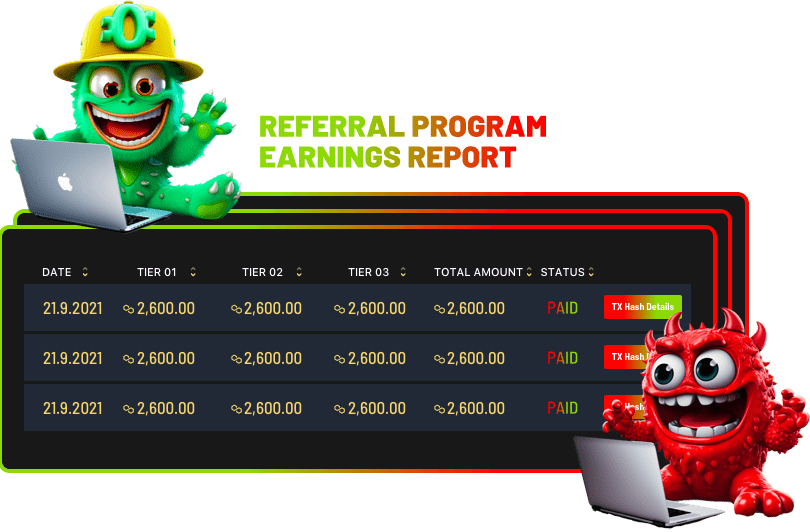 REFERRAL PROGRAM
EARNINGS REPORT
DATE TIER 01 TIER 02 TIER 03 TOTAL AMOUNT STATUS
21.9.2021 2,600.00 2,600.00 2,600.00 2,600.00 PAID TX Hash Details
21.9.2021 2,600.00 2,600.00 2,600.00 2,600.00 PAID TX Hash
21.9.2021 2,600.00 2,600.00 2,600.00 2,600.00 PAID Hash